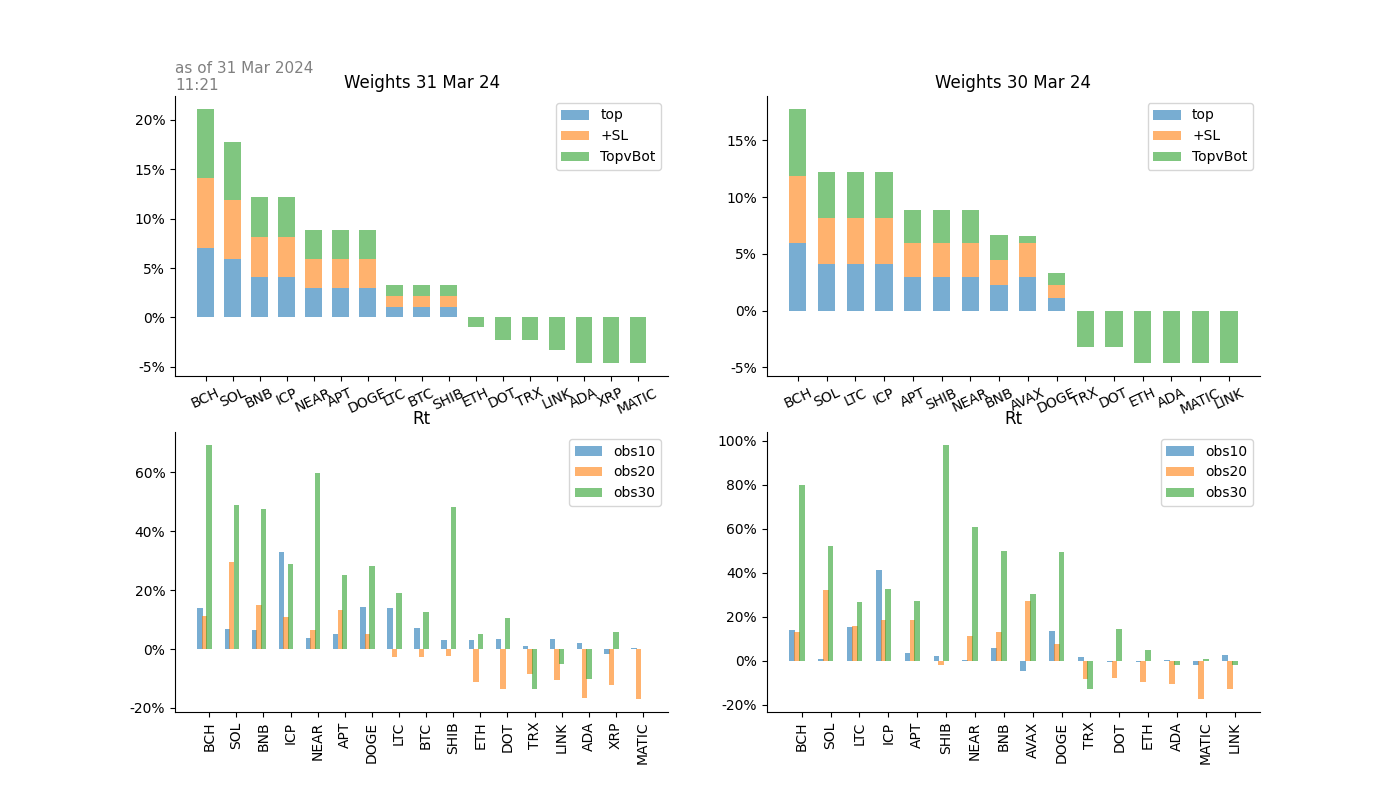 as of 31 Mar 2024
11:21
Weights 31 Mar 24
20%
15%
10%
5%
0%
-5%
top
+SL
TopvBot
BCH SOL BNB ICP NEAR APT DOGE LTC BTC SHIB ETH DOT TRX LINK ADA XRP MATIC
Weights 30 Mar 24
15%
10%
5%
0%
-5%
top
+SL
TopvBot
BCH SOL LTC ICP APT SHIB NEAR BNB AVAX DOGE TRX DOT ETH ADA MATIC LINK
Rt
60%
40%
20%
0%
-20%
obs10
obs20
obs30
BCH SOL BNB ICP NEAR APT DOGE LTC BTC SHIB ETH DOT TRX LINK ADA XRP MATIC
Rt
100%
80%
60%
40%
20%
0%
-20%
obs10
obs20
obs30
BCH SOL LTC ICP APT SHIB NEAR BNB AVAX DOGE TRX DOT ETH ADA MATIC LINK